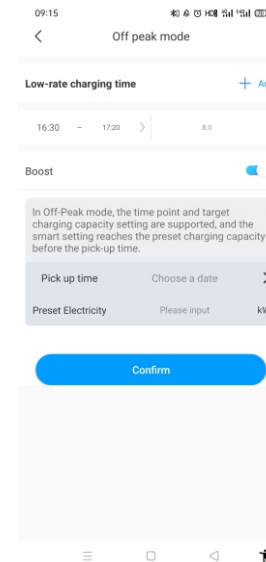 09:15
Off peak mode
Low-rate charging time
16:30 – 17:20 8.0
Boost
In Off-Peak mode, the time point and target
charging capacity setting are supported, and the
smart setting reaches the preset charging capacity
before the pick-up time.
Pick up time Choose a date
Preset Electricity Please input
Confirm